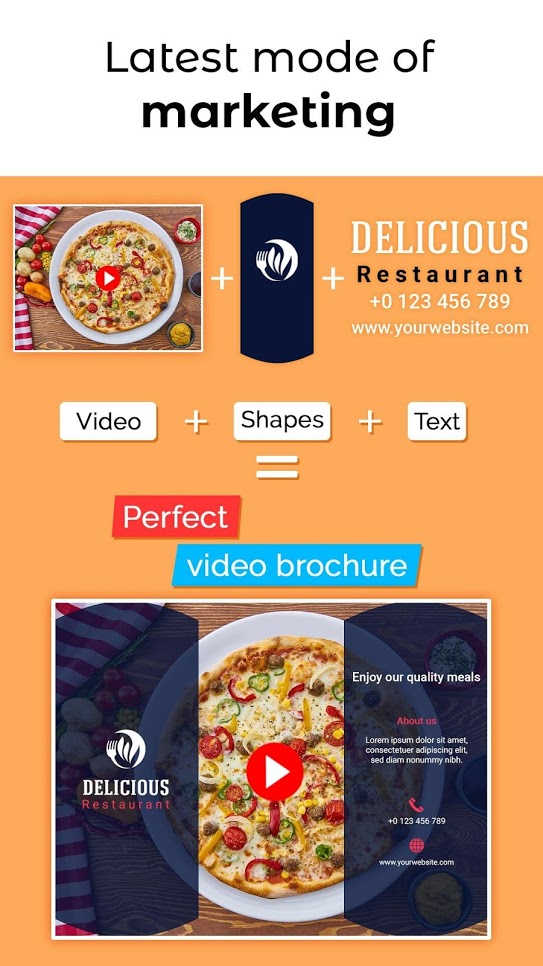 Latest mode of
marketing
DELICIOUS
Restaurant
+0 123 456 789
www.yourwebsite.com
+ +
Video + Shapes + Text
=
Perfect
video brochure
DELICIOUS
Restaurant
Enjoy our quality meals
About us
Lorem ipsum dolor sit amet,
consectetuer adipiscing elit,
sed diam nonummy nibh.
+0 123 456 789
www.yourwebsite.com